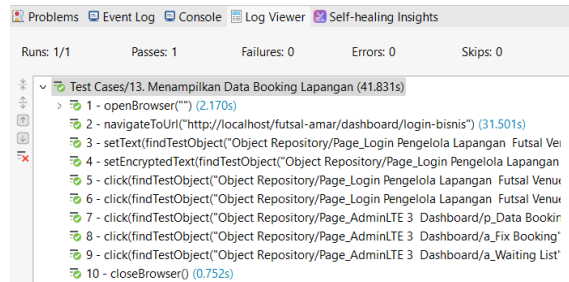 Problems Event Log Console Log Viewer Self-healing Insights
Runs: 1/1 Passes: 1 Failures: 0 Errors: 0 Skips: 0
Test Cases/13. Menampilkan Data Booking Lapangan (41.831s)
1 - openBrowser("") (2.170s)
2 - navigateToUrl("http://localhost/futsal-amar/dashboard/login-bisnis") (31.501s)
3 - setText(findTestObject("Object Repository/Page_Login Pengelola Lapangan Futsal Ve
4 - setEncryptedText(findTestObject("Object Repository/Page_Login Pengelola Lapangan
5 - click(findTestObject("Object Repository/Page_Login Pengelola Lapangan Futsal Venue
6 - click(findTestObject("Object Repository/Page_Login Pengelola Lapangan Futsal Venue
7 - click(findTestObject("Object Repository/Page_AdminLTE 3 Dashboard/p_Data Bookin
8 - click(findTestObject("Object Repository/Page_AdminLTE 3 Dashboard/a_Fix Booking"
9 - click(findTestObject("Object Repository/Page_AdminLTE 3 Dashboard/a_Waiting List"
10 - closeBrowser() (0.752s)